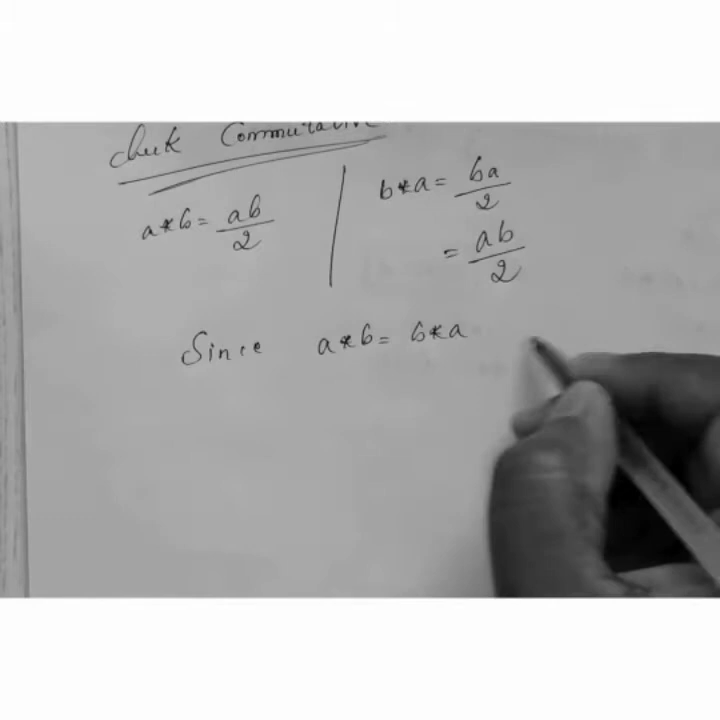 Check Commutative
a*b = ab/2
b*a = ba/2
= ab/2
Since a*b = b*a